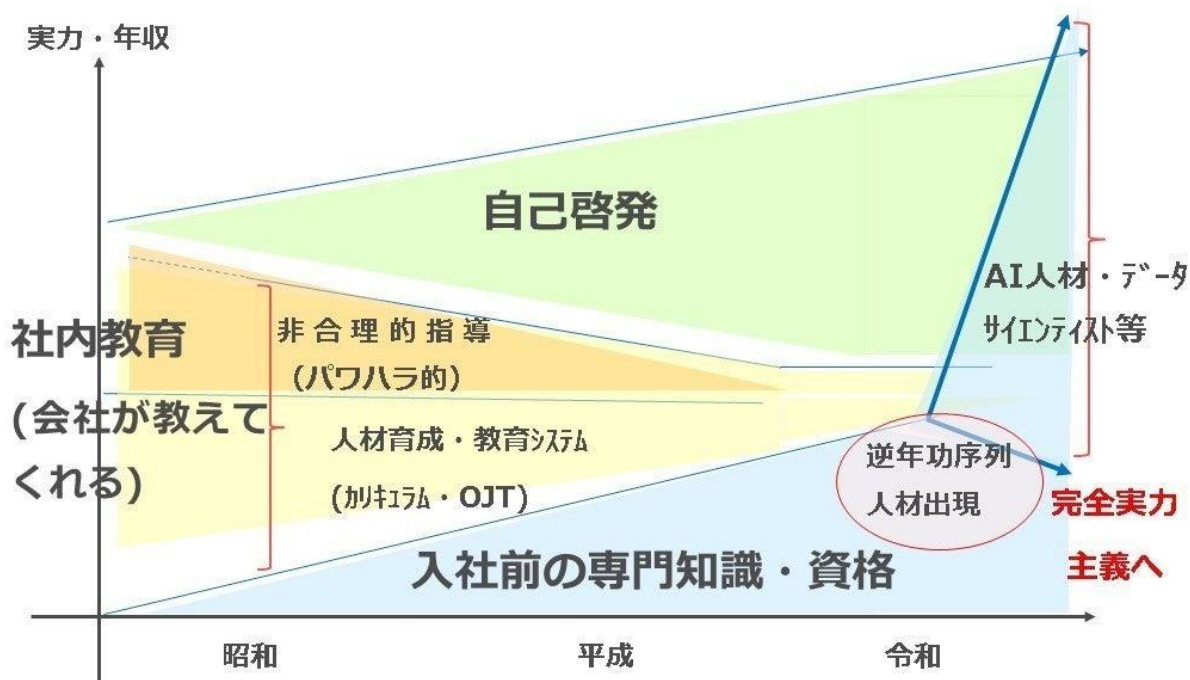 実力・年収
自己啓発
社内教育
(会社が教えて
くれる)
非合理的指導
(パワハラ的)
人材育成・教育ｼｽﾃﾑ
(ｶﾘｷｭﾗﾑ・OJT)
AI人材・ﾃﾞｰﾀ
ｻｲｴﾝﾃｨｽﾄ等
逆年功序列
人材出現
完全実力
主義へ
入社前の専門知識・資格
昭和
平成
令和